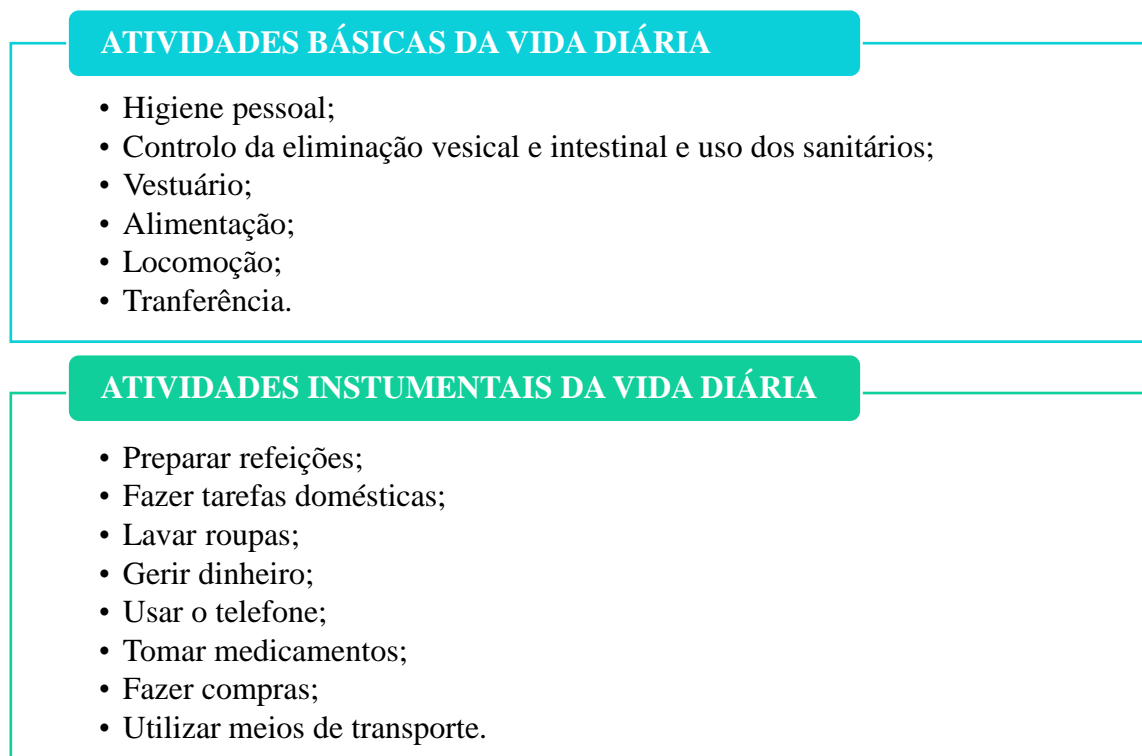 ATIVIDADES BÁSICAS DA VIDA DIÁRIA
• Higiene pessoal;
• Controlo da eliminação vesical e intestinal e uso dos sanitários;
• Vestuário;
• Alimentação;
• Locomoção;
• Tranferência.
ATIVIDADES INSTUMENTAIS DA VIDA DIÁRIA
• Preparar refeições;
• Fazer tarefas domésticas;
• Lavar roupas;
• Gerir dinheiro;
• Usar o telefone;
• Tomar medicamentos;
• Fazer compras;
• Utilizar meios de transporte.